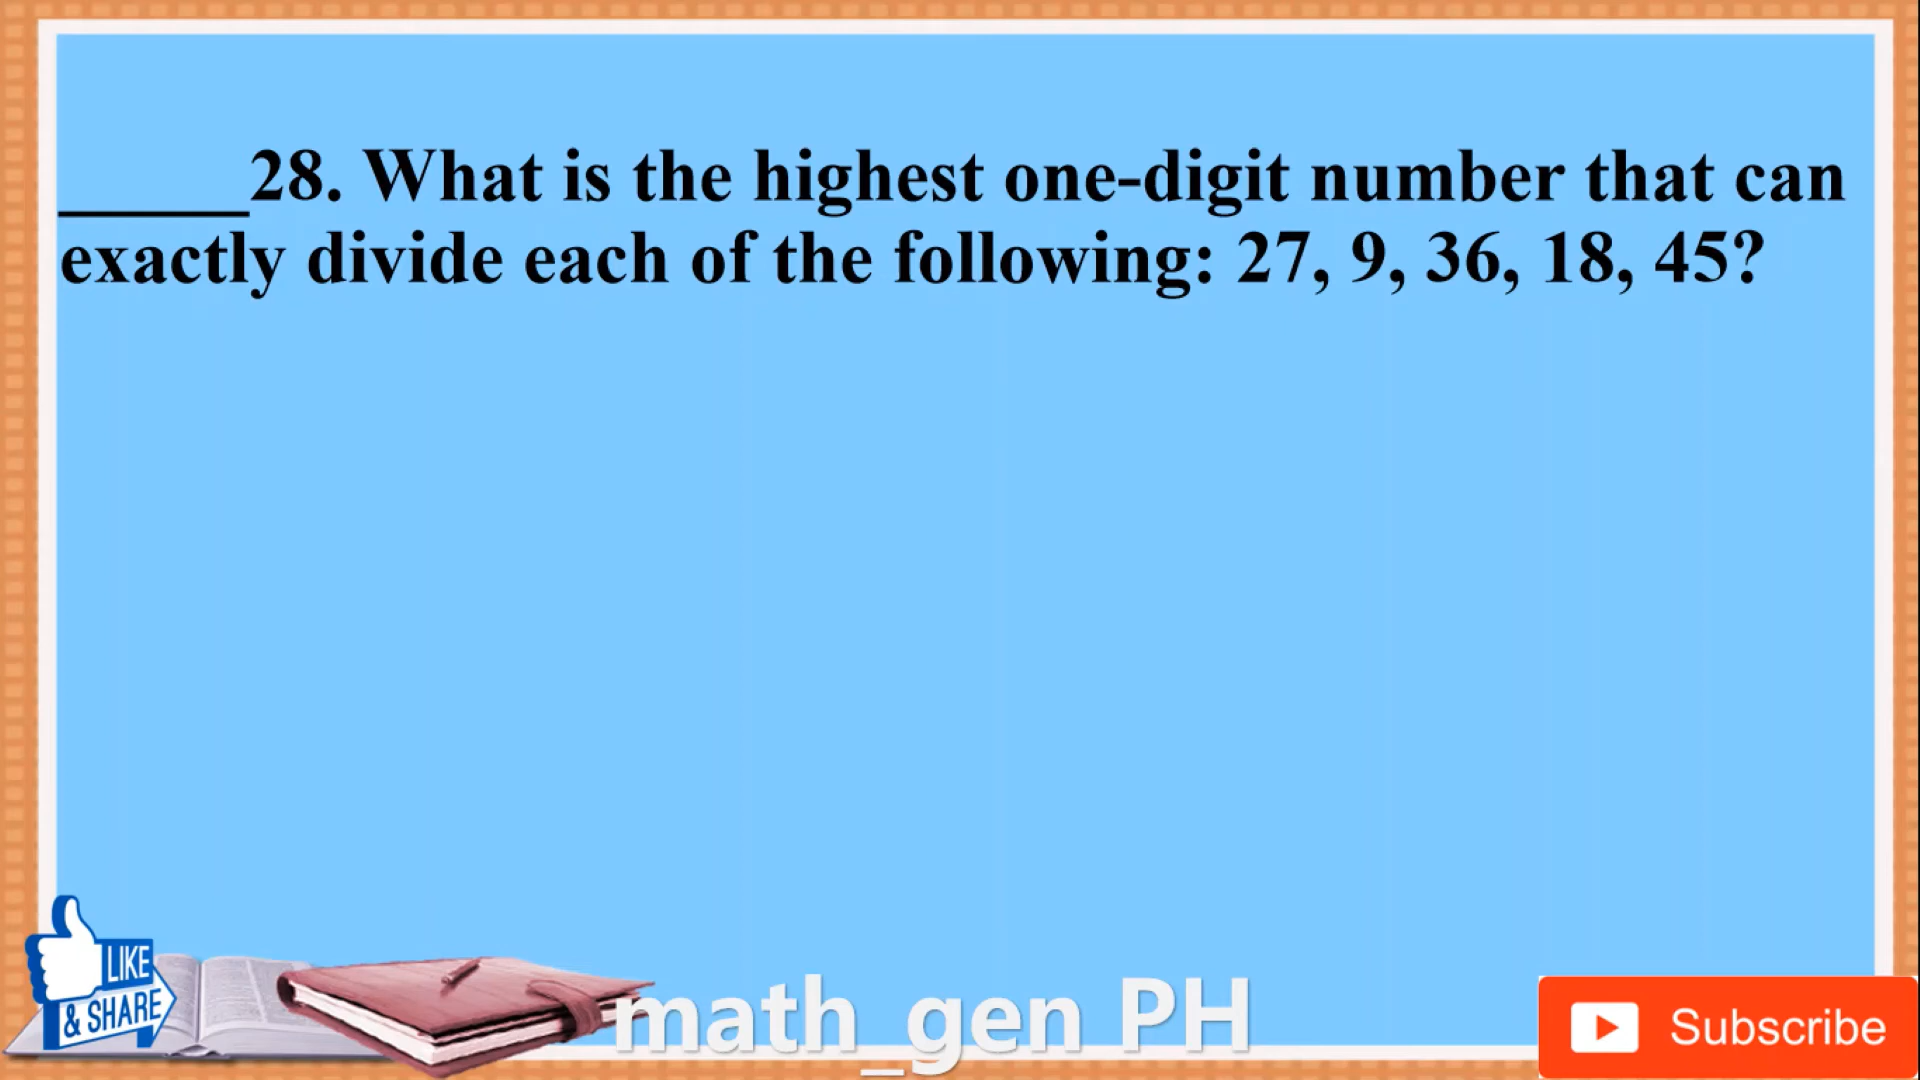 _____28. What is the highest one-digit number that can
exactly divide each of the following: 27, 9, 36, 18, 45?
LIKE
& SHARE
math_gen PH
Subscribe